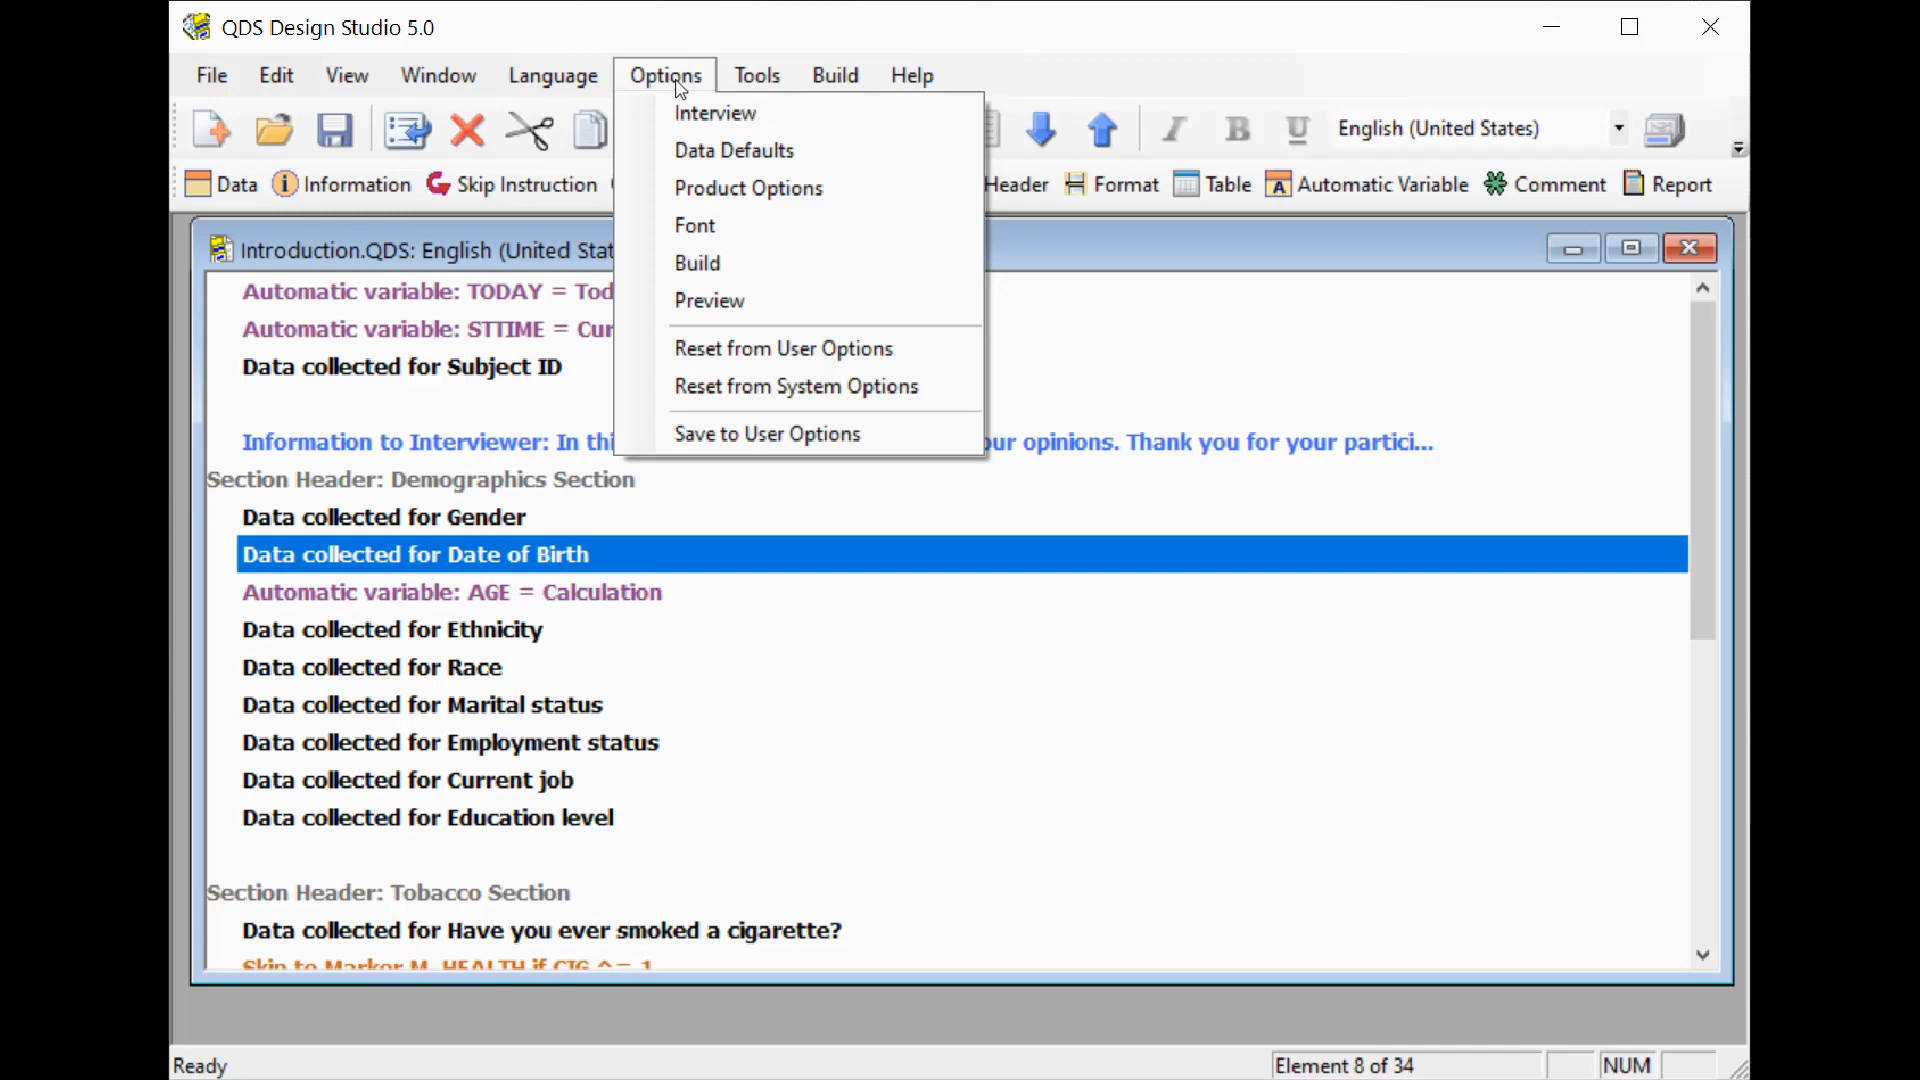 QDS Design Studio 5.0
File Edit View Window Language Options Tools Build Help
English (United States)
Data Information Skip Instruction Header Format Table Automatic Variable Comment Report
Interview
Data Defaults
Product Options
Font
Build
Preview
Reset from User Options
Reset from System Options
Save to User Options
Introduction.QDS: English (United Stat
Automatic variable: TODAY = Tod
Automatic variable: STTIME = Cur
Data collected for Subject ID
Information to Interviewer: In thi our opinions. Thank you for your partici...
Section Header: Demographics Section
Data collected for Gender
Data collected for Date of Birth
Automatic variable: AGE = Calculation
Data collected for Ethnicity
Data collected for Race
Data collected for Marital status
Data collected for Employment status
Data collected for Current job
Data collected for Education level
Section Header: Tobacco Section
Data collected for Have you ever smoked a cigarette?
Skip to Marker M_HEALTH if CIG ^= 1
Ready Element 8 of 34 NUM